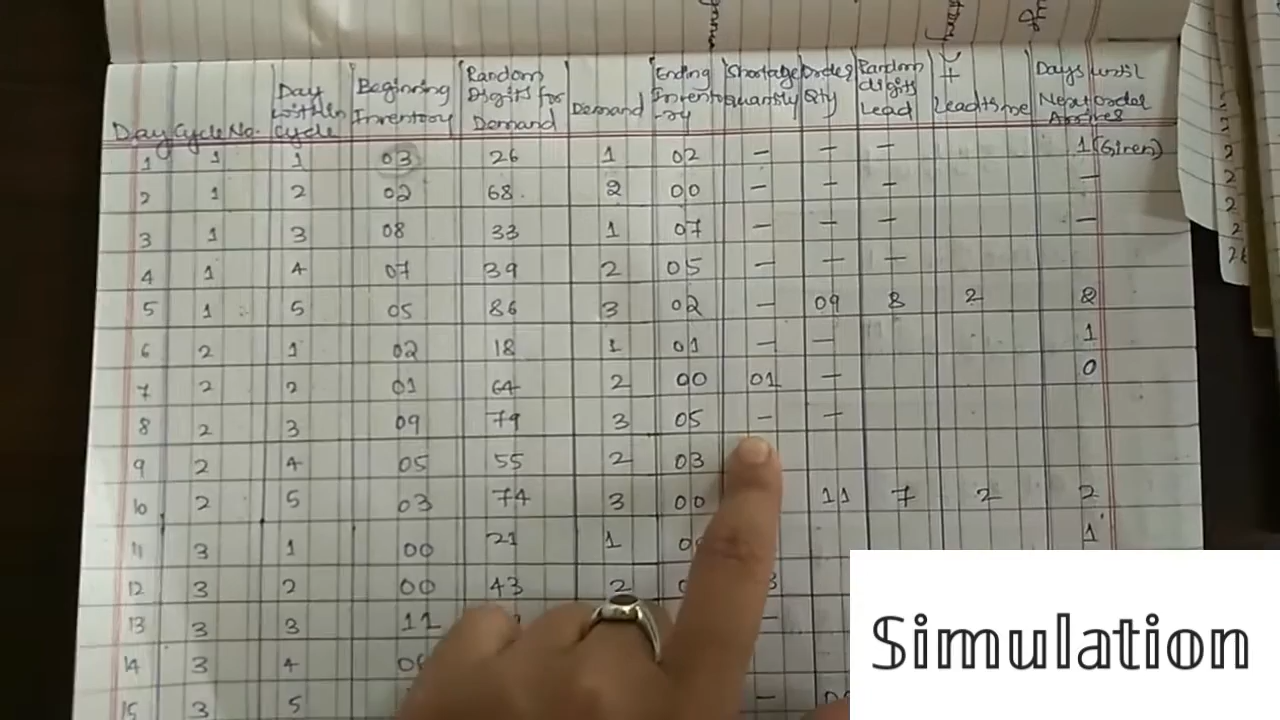 Day Cycle No. Day within cycle Beginning Inventory Random Digits for Demand Demand Ending Inventory Shortage quantity Order Qty Random digits Lead Lead time Days until Next order Arrives
1 1 1 03 26 1 02 — — — 1 (Given)
2 1 2 02 68 2 00 — — — —
3 1 3 08 33 1 07 — — — —
4 1 4 07 39 2 05 — — —
5 1 5 05 86 3 02 — 09 8 2 2
6 2 1 02 18 1 01 — — 1
7 2 2 01 64 2 00 01 — 0
8 2 3 09 79 3 05 — —
9 2 4 05 55 2 03
10 2 5 03 74 3 00 11 7 2 2
11 3 1 00 21 1 1
12 3 2 00 43 2
13 3 3 11 —
14 3 4
15 3 5 —
Simulation